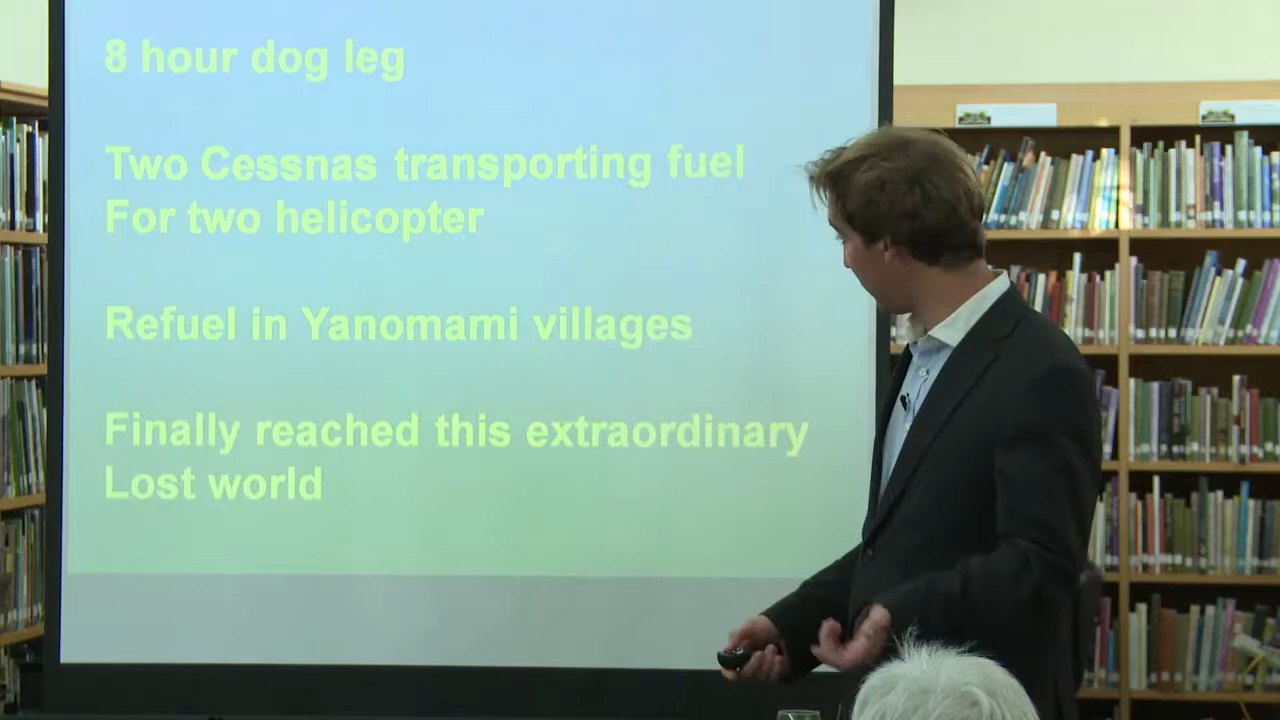 8 hour dog leg
Two Cessnas transporting fuel
For two helicopter
Refuel in Yanomami villages
Finally reached this extraordinary
Lost world